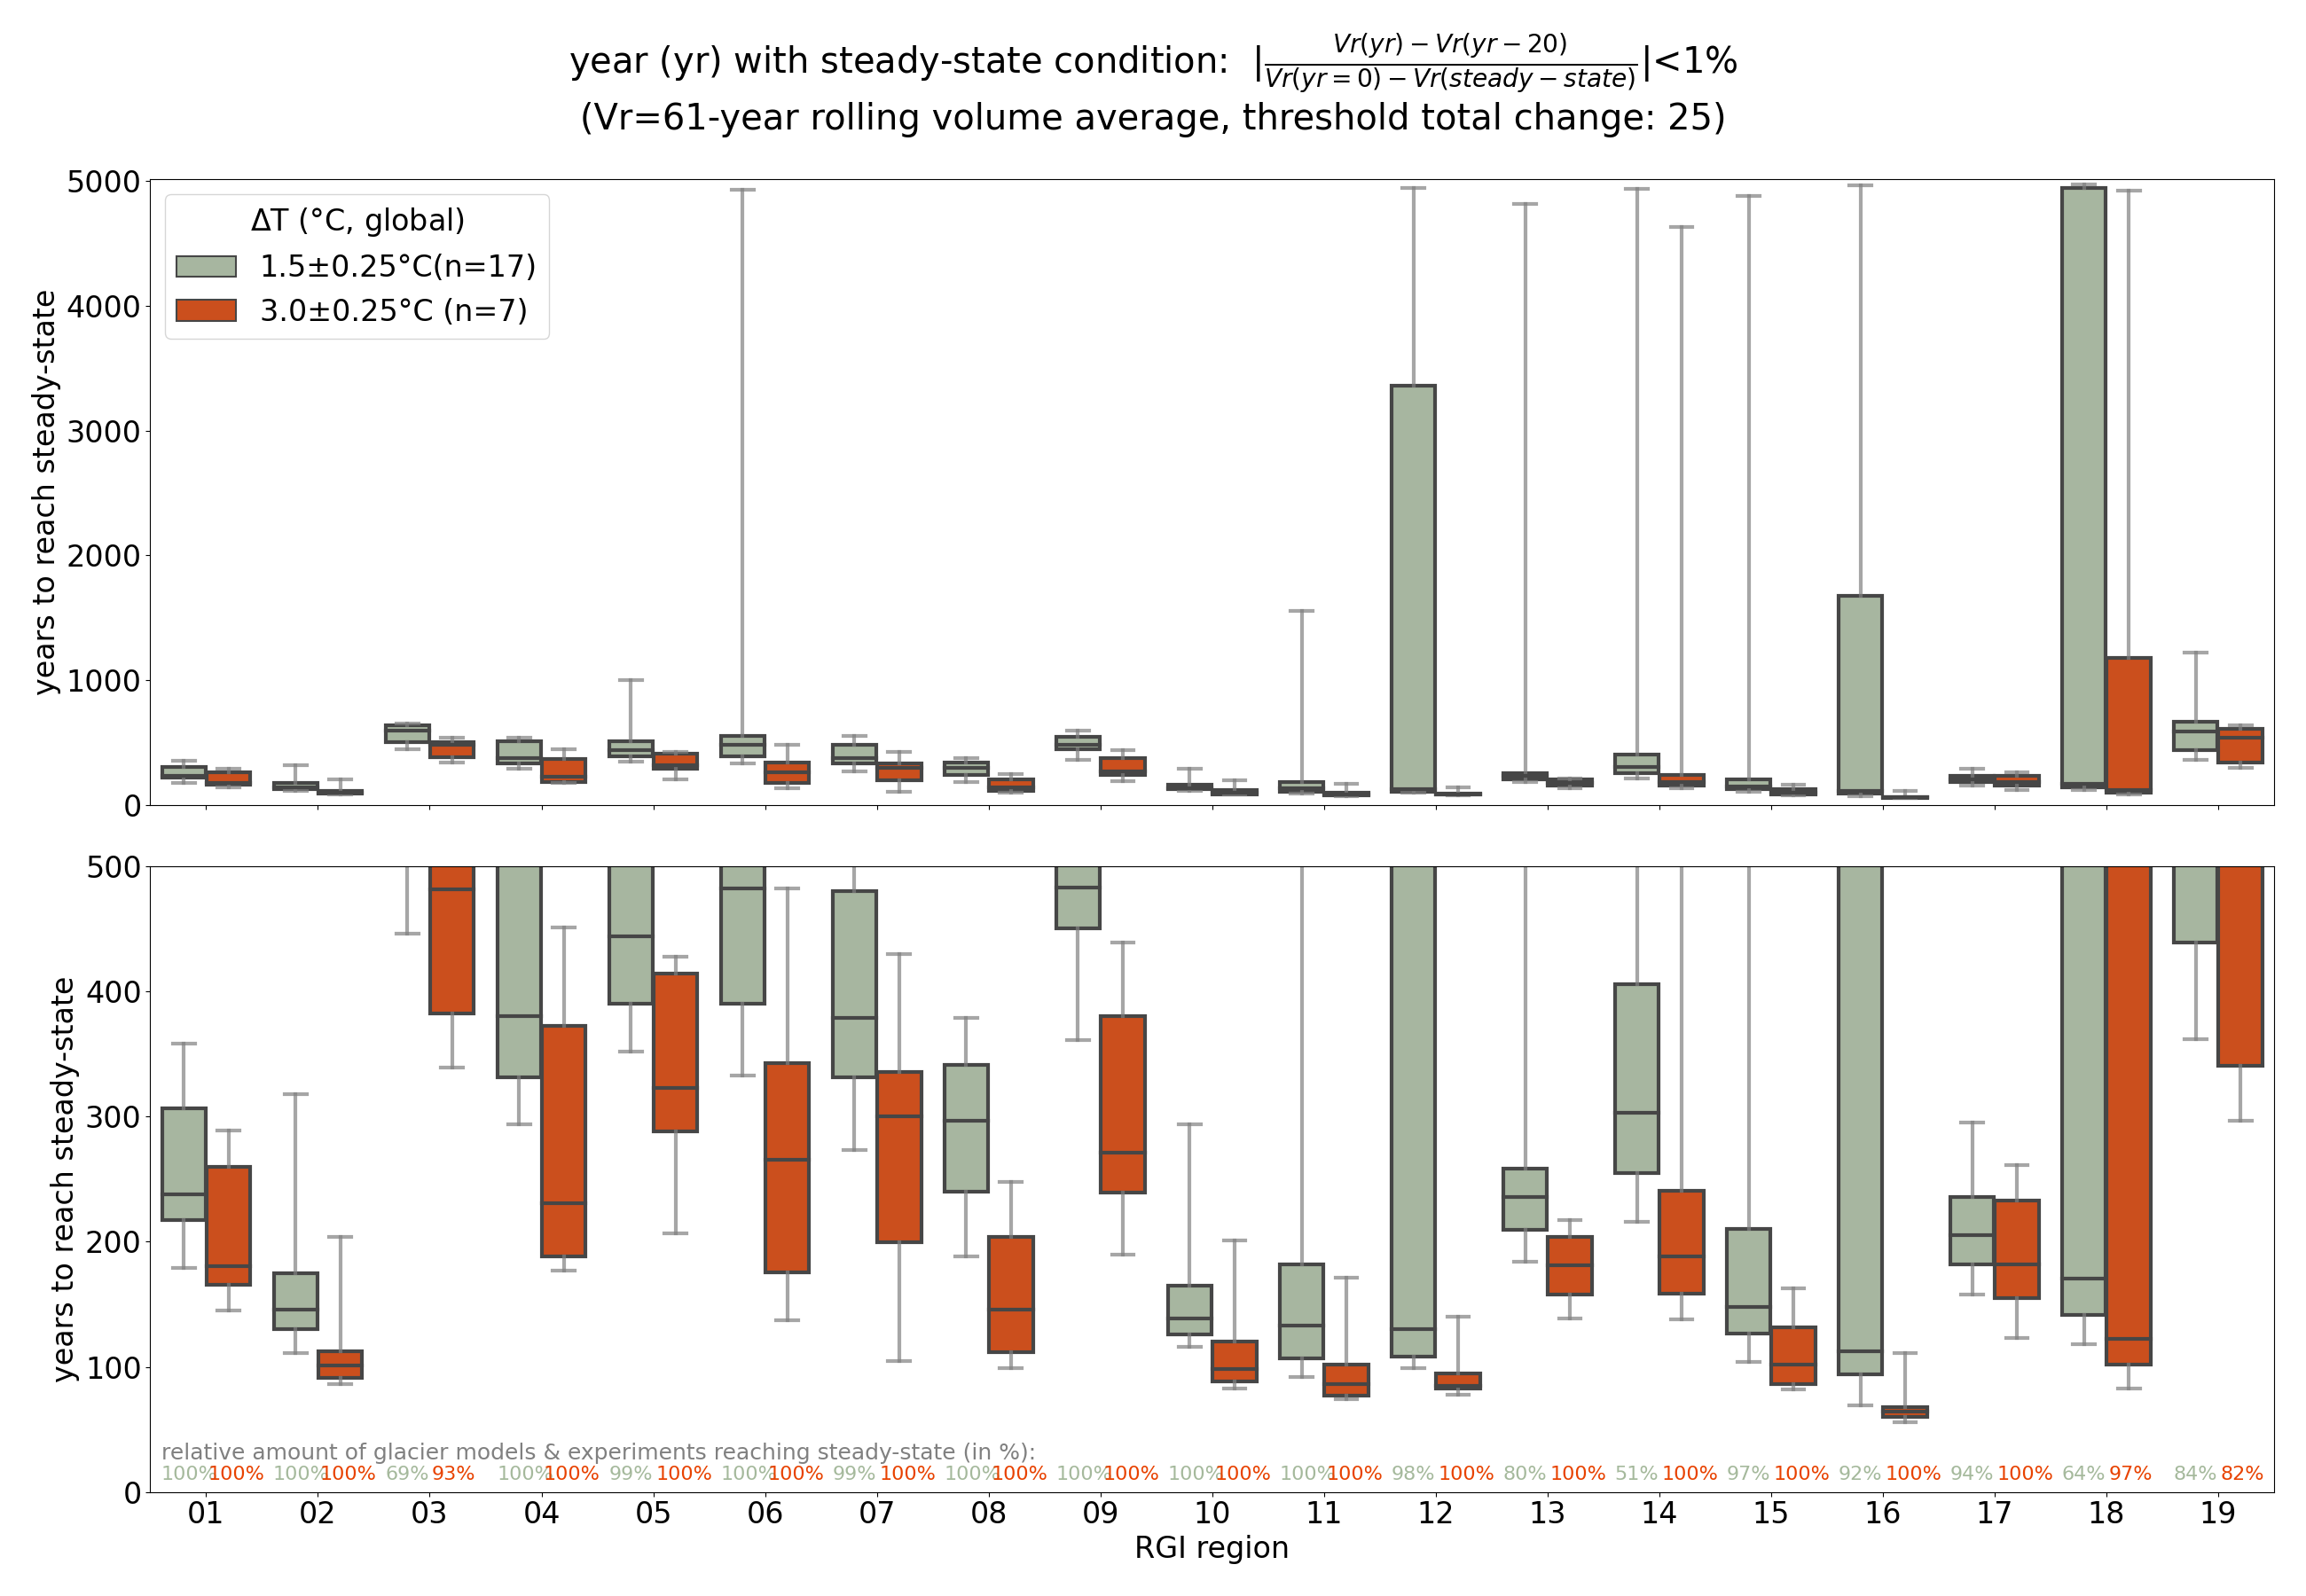 year (yr) with steady-state condition: |Vr(yr) − Vr(yr − 20) / Vr(yr = 0) − Vr(steady − state)|<1%
(Vr=61-year rolling volume average, threshold total change: 25)
years to reach steady-state
5000
4000
3000
2000
1000
0
ΔT (°C, global)
1.5±0.25°C(n=17)
3.0±0.25°C (n=7)
years to reach steady-state
500
400
300
200
100
0
relative amount of glacier models & experiments reaching steady-state (in %):
100% 100% 100% 100% 69% 93% 100% 100% 99% 100% 100% 100% 99% 100% 100% 100% 100% 100% 100% 100% 100% 100% 98% 100% 80% 100% 51% 100% 97% 100% 92% 100% 94% 100% 64% 97% 84% 82%
01 02 03 04 05 06 07 08 09 10 11 12 13 14 15 16 17 18 19
RGI region